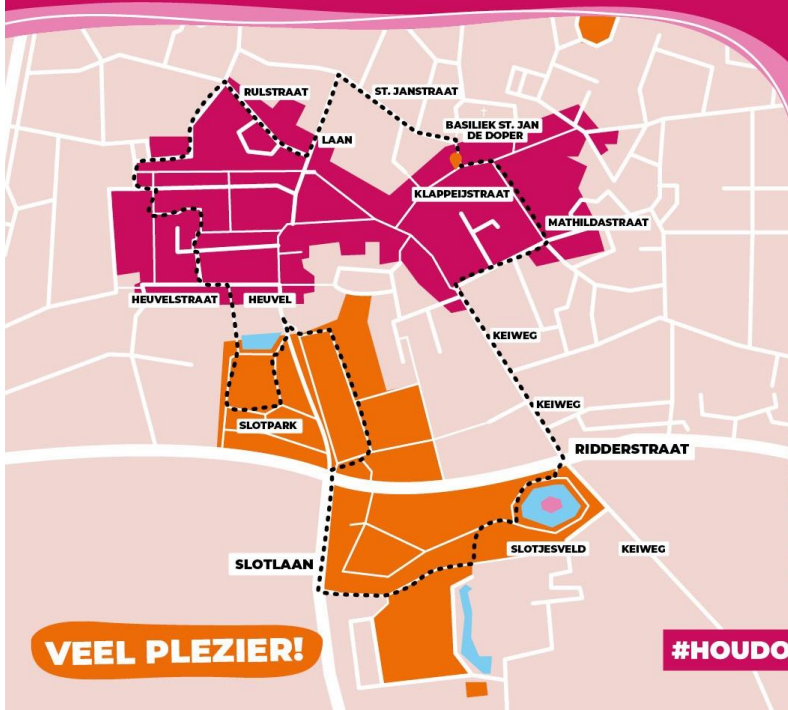 RULSTRAAT
ST. JANSTRAAT
BASILIEK ST. JAN
DE DOPER
LAAN
KLAPPEIJSTRAAT
MATHILDASTRAAT
HEUVELSTRAAT
HEUVEL
KEIWEG
KEIWEG
SLOTPARK
RIDDERSTRAAT
SLOTJESVELD
KEIWEG
SLOTLAAN
VEEL PLEZIER!
#HOUDO